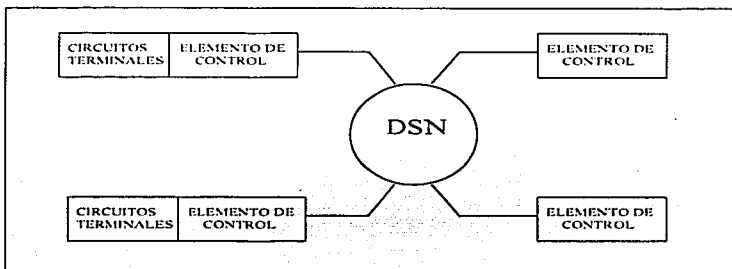 CIRCUITOS
TERMINALES
ELEMENTO DE
CONTROL
ELEMENTO DE
CONTROL
DSN
CIRCUITOS
TERMINALES
ELEMENTO DE
CONTROL
ELEMENTO DE
CONTROL